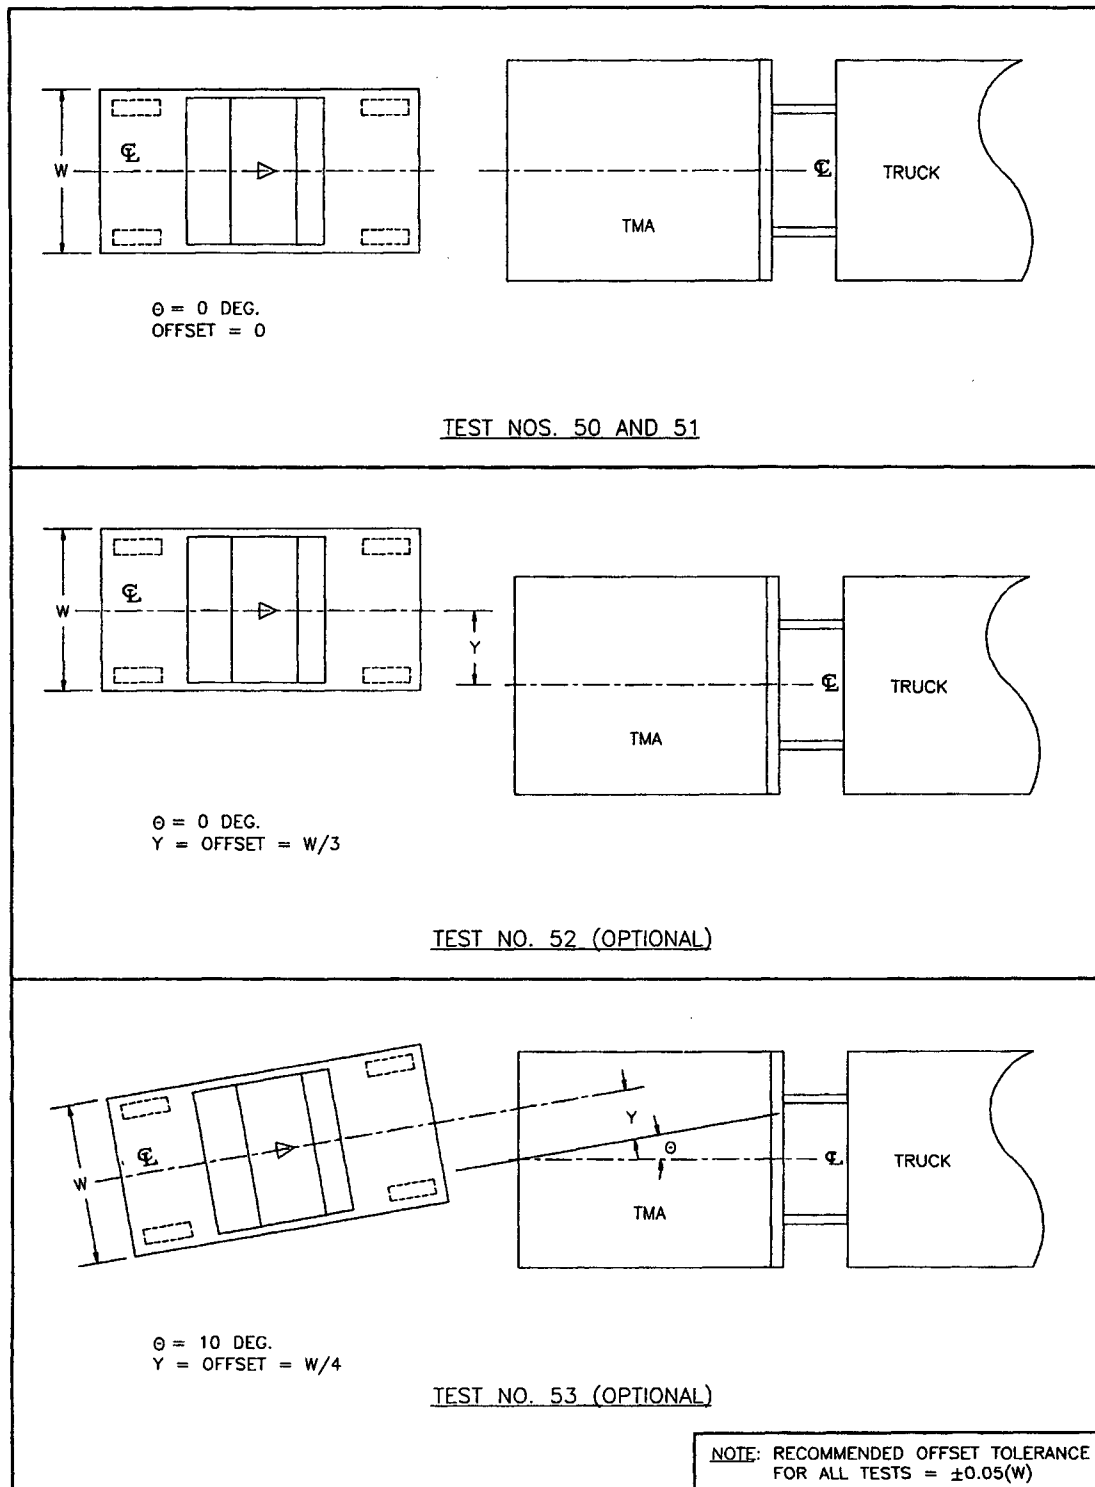 W
℄
℄
TRUCK
TMA
Θ = 0 DEG.
OFFSET = 0
TEST NOS. 50 AND 51
W
℄
Y
℄
TRUCK
TMA
Θ = 0 DEG.
Y = OFFSET = W/3
TEST NO. 52 (OPTIONAL)
W
℄
Y
Θ
℄
TRUCK
TMA
Θ = 10 DEG.
Y = OFFSET = W/4
TEST NO. 53 (OPTIONAL)
NOTE: RECOMMENDED OFFSET TOLERANCE
FOR ALL TESTS = ±0.05(W)